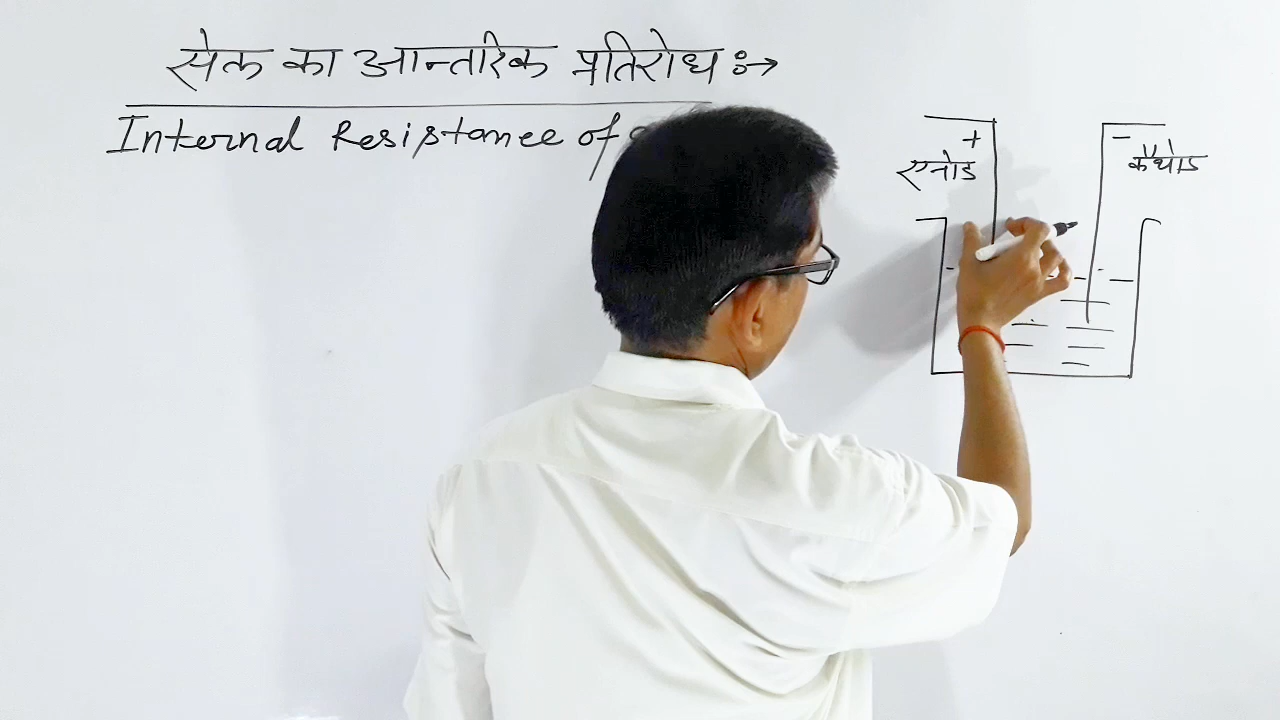 सेल का आन्तरिक प्रतिरोध :→
Internal Resistance of
+
एनोड
-
कैथोड